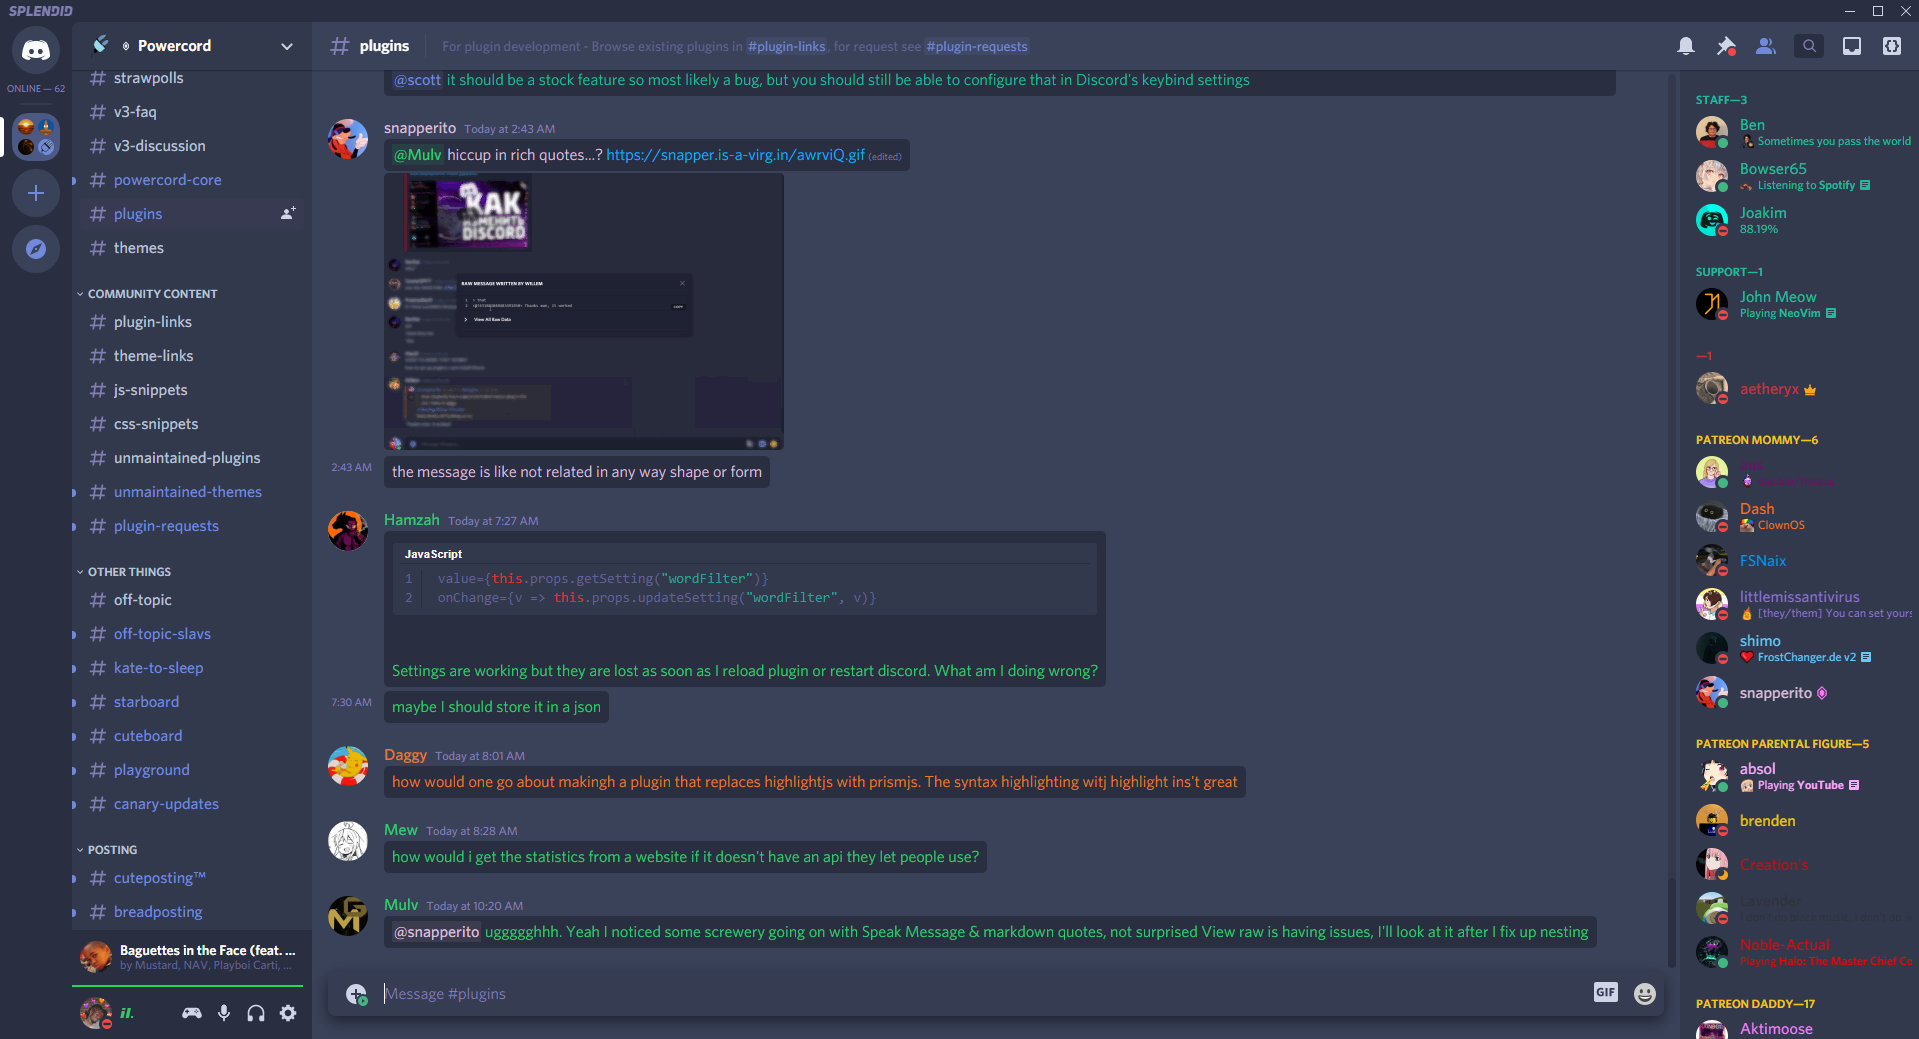 SPLENDID
ONLINE — 62
Powercord
strawpolls
v3-faq
v3-discussion
powercord-core
plugins
themes
COMMUNITY CONTENT
plugin-links
theme-links
js-snippets
css-snippets
unmaintained-plugins
unmaintained-themes
plugin-requests
OTHER THINGS
off-topic
off-topic-slavs
kate-to-sleep
starboard
cuteboard
playground
canary-updates
POSTING
cuteposting™
breadposting
Baguettes in the Face (feat. ...
by Mustard, NAV, Playboi Carti, ...
il.
plugins
For plugin development - Browse existing plugins in #plugin-links, for request see #plugin-requests
@scott it should be a stock feature so most likely a bug, but you should still be able to configure that in Discord's keybind settings
snapperito Today at 2:43 AM
@Mulv hiccup in rich quotes...? https://snapper.is-a-virg.in/awrviQ.gif (edited)
КАК
DISCORD
RAW MESSAGE WRITTEN BY WILLEM
Thanks man, it worked
COPY
View All Raw Data
2:43 AM the message is like not related in any way shape or form
Hamzah Today at 7:27 AM
JavaScript
1 value={this.props.getSetting("wordFilter")}
2 onChange={v => this.props.updateSetting("wordFilter", v)}
Settings are working but they are lost as soon as I reload plugin or restart discord. What am I doing wrong?
7:30 AM maybe I should store it in a json
Daggy Today at 8:01 AM
how would one go about makingh a plugin that replaces highlightjs with prismjs. The syntax highlighting witj highlight ins't great
Mew Today at 8:28 AM
how would i get the statistics from a website if it doesn't have an api they let people use?
Mulv Today at 10:20 AM
@snapperito uggggghhh. Yeah I noticed some screwery going on with Speak Message & markdown quotes, not surprised View raw is having issues, I'll look at it after I fix up nesting
Message #plugins
GIF
STAFF—3
Ben
Sometimes you pass the world
Bowser65
Listening to Spotify
Joakim
88.19%
SUPPORT—1
John Meow
Playing NeoVim
—1
aetheryx
PATREON MOMMY—6
Dash
ClownOS
FSNaix
littlemissantivirus
[they/them] You can set yours
shimo
FrostChanger.de v2
snapperito
PATREON PARENTAL FIGURE—5
absol
Playing YouTube
brenden
Creation's
Lavender
Noble-Actual
Playing Halo: The Master Chief Co
PATREON DADDY—17
Aktimoose